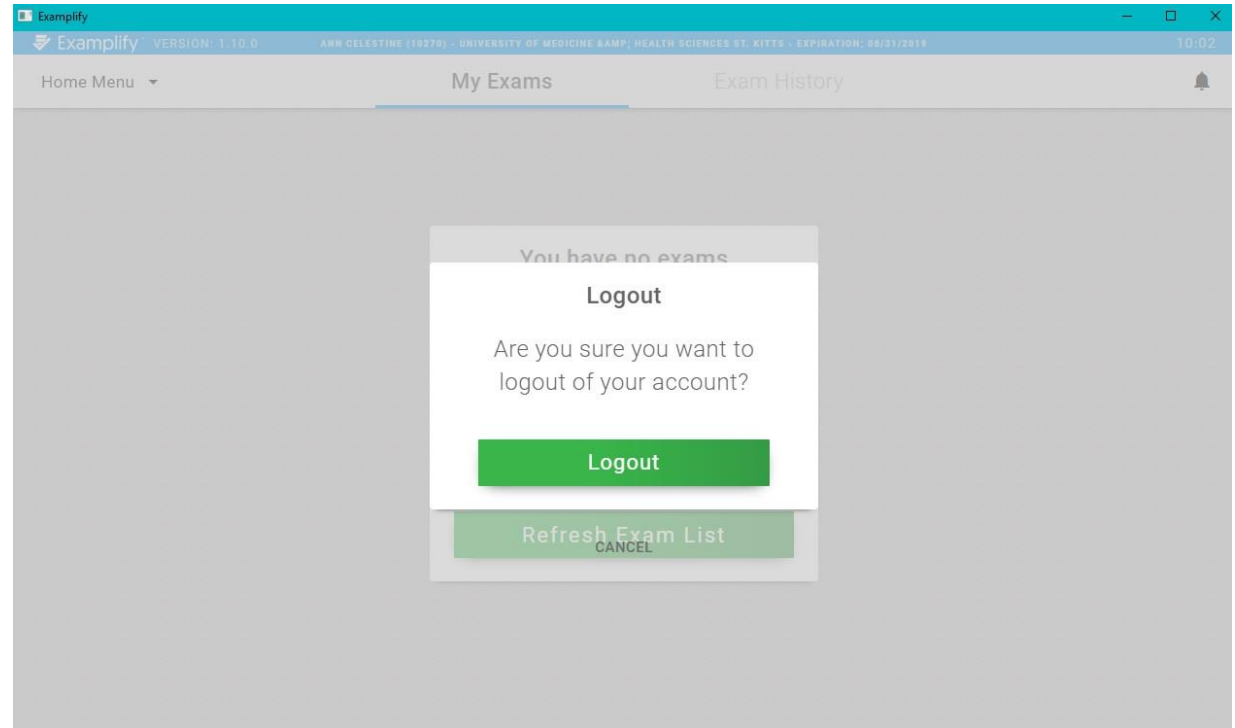 Examplify
Examplify VERSION: 1.10.0 ANN CELESTINE (10270) - UNIVERSITY OF MEDICINE &AMP; HEALTH SCIENCES ST. KITTS - EXPIRATION: 08/31/2019 10:02
Home Menu My Exams Exam History
You have no exams
Logout
Are you sure you want to
logout of your account?
Logout
Refresh Exam List
CANCEL